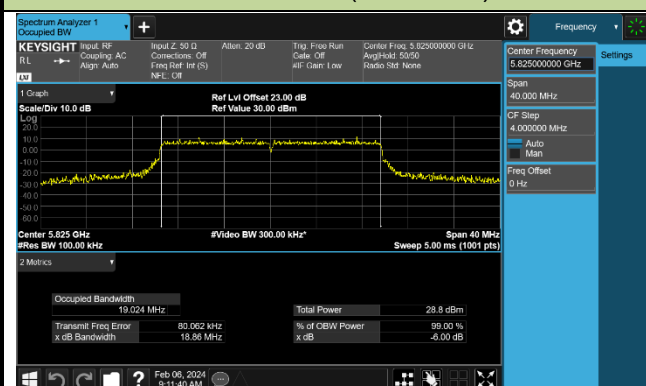 Spectrum Analyzer 1
Occupied BW
Frequency
KEYSIGHT
RL
LXI
Input: RF
Coupling: AC
Align: Auto
Input Z: 50 Ω
Corrections: Off
Freq Ref: Int (S)
NFE: Off
Atten: 20 dB
Trig: Free Run
Gate: Off
#IF Gain: Low
Center Freq: 5.825000000 GHz
Avg|Hold: 50/50
Radio Std: None
Center Frequency
5.825000000 GHz
Settings
Span
40.000 MHz
CF Step
4.000000 MHz
Auto
Man
Freq Offset
0 Hz
1 Graph
Scale/Div 10.0 dB
Ref Lvl Offset 23.00 dB
Ref Value 30.00 dBm
Log
20.0
10.0
0.00
-10.0
-20.0
-30.0
-40.0
-50.0
-60.0
Center 5.825 GHz
#Video BW 300.00 kHz*
Span 40 MHz
#Res BW 100.00 kHz
Sweep 5.00 ms (1001 pts)
2 Metrics
Occupied Bandwidth
19.024 MHz
Total Power 28.8 dBm
Transmit Freq Error 80.062 kHz
% of OBW Power 99.00 %
x dB Bandwidth 18.86 MHz
x dB -6.00 dB
?
Feb 06, 2024
9:11:40 AM